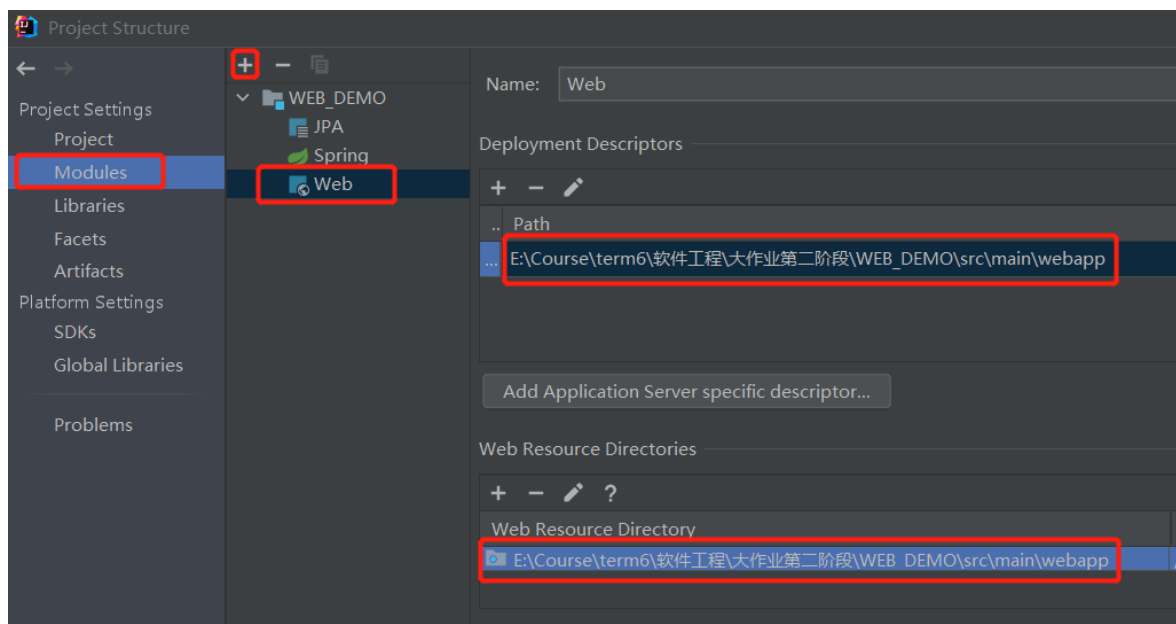 Project Structure
Project Settings
Project
Modules
Libraries
Facets
Artifacts
Platform Settings
SDKs
Global Libraries
Problems
WEB_DEMO
JPA
Spring
Web
Name: Web
Deployment Descriptors
.. Path
... E:\Course\term6\软件工程\大作业第二阶段\WEB_DEMO\src\main\webapp
Add Application Server specific descriptor...
Web Resource Directories
Web Resource Directory
E:\Course\term6\软件工程\大作业第二阶段\WEB_DEMO\src\main\webapp /